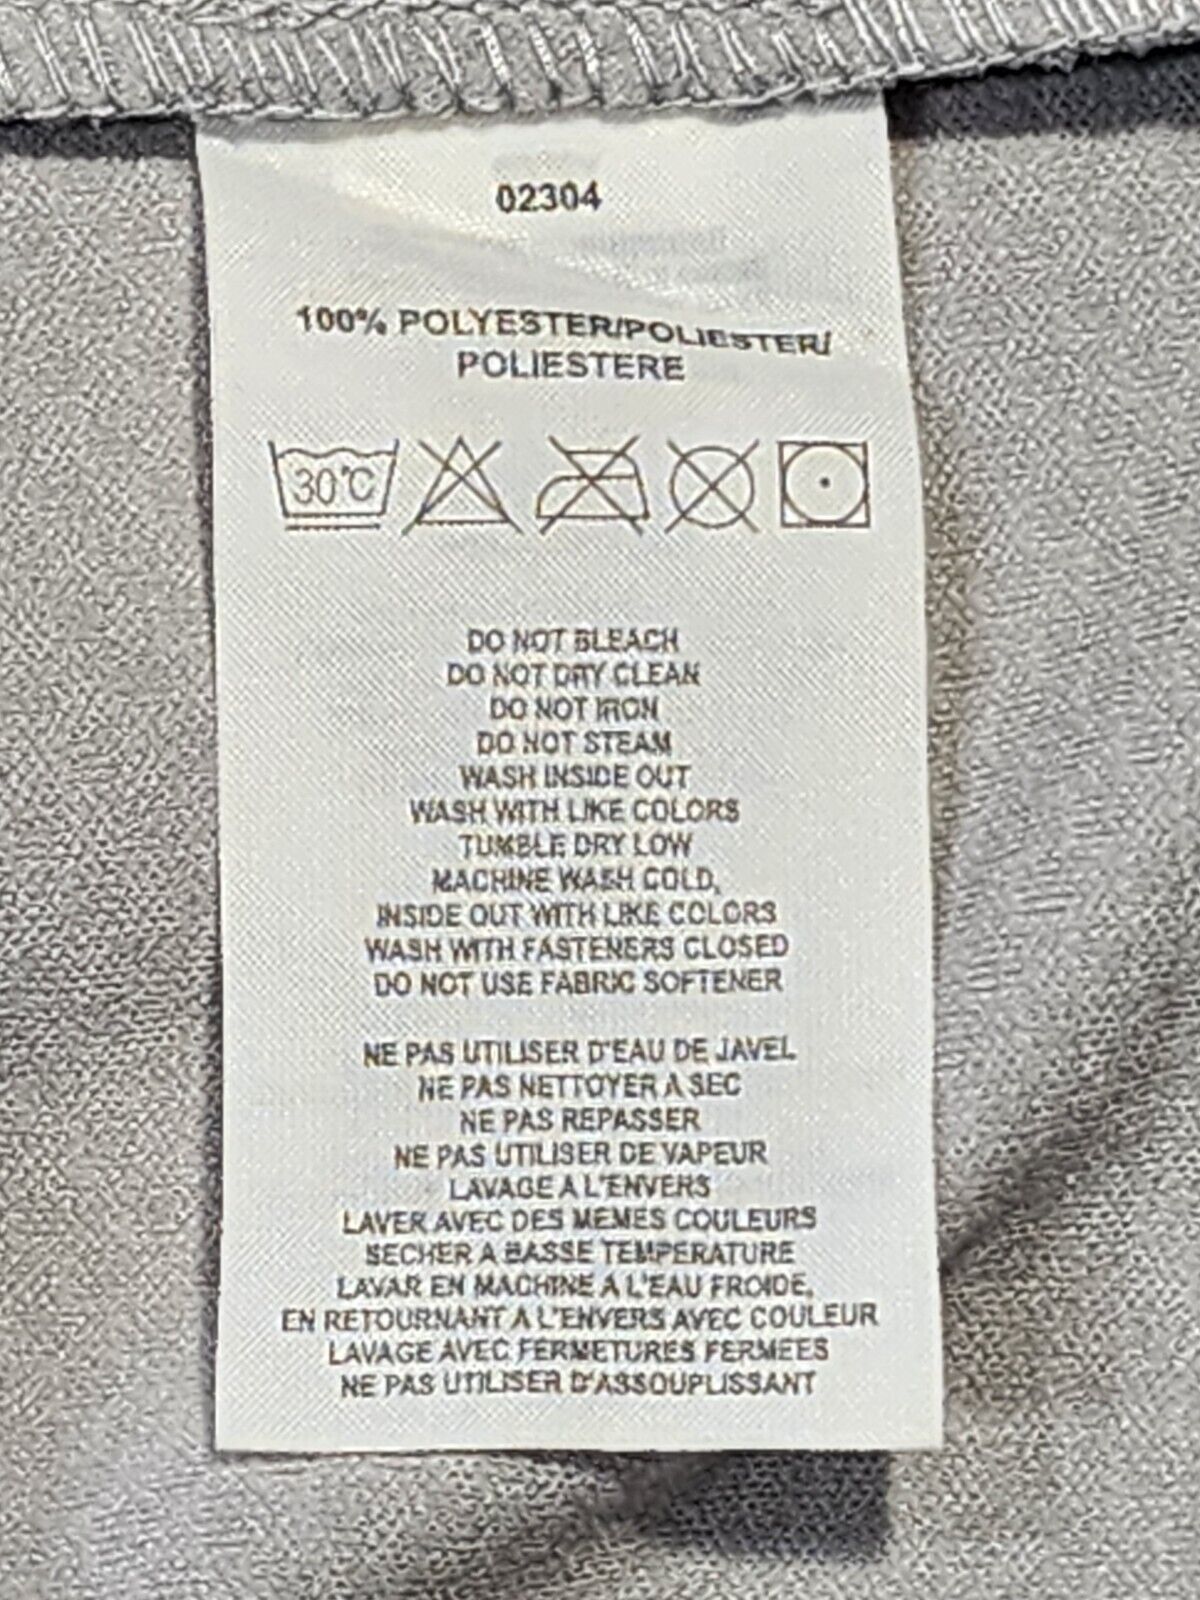 02304
100% POLYESTER/POLIESTER/
POLIESTERE
30°C
DO NOT BLEACH
DO NOT DRY CLEAN
DO NOT IRON
DO NOT STEAM
WASH INSIDE OUT
WASH WITH LIKE COLORS
TUMBLE DRY LOW
MACHINE WASH COLD,
INSIDE OUT WITH LIKE COLORS
WASH WITH FASTENERS CLOSED
DO NOT USE FABRIC SOFTENER
NE PAS UTILISER D'EAU DE JAVEL
NE PAS NETTOYER A SEC
NE PAS REPASSER
NE PAS UTILISER DE VAPEUR
LAVAGE A L'ENVERS
LAVER AVEC DES MEMES COULEURS
SECHER A BASSE TEMPERATURE
LAVAR EN MACHINE A L'EAU FROIDE,
EN RETOURNANT A L'ENVERS AVEC COULEUR
LAVAGE AVEC FERMETURES FERMEES
NE PAS UTILISER D'ASSOUPLISSANT